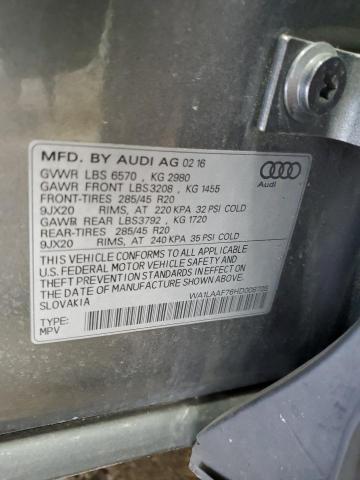 MFD. BY AUDI AG 02 16
GVWR LBS 6570 , KG 2980
GAWR FRONT LBS3208 , KG 1455
FRONT-TIRES 285/45 R20
9JX20 RIMS, AT 220 KPA 32 PSI COLD
GAWR REAR LBS3792 , KG 1720
REAR-TIRES 285/45 R20
9JX20 RIMS, AT 240 KPA 35 PSI COLD
THIS VEHICLE CONFORMS TO ALL APPLICABLE
U.S. FEDERAL MOTOR VEHICLE SAFETY AND
THEFT PREVENTION STANDARDS IN EFFECT ON
THE DATE OF MANUFACTURE SHOWN ABOVE.
SLOVAKIA
TYPE:
MPV
Audi